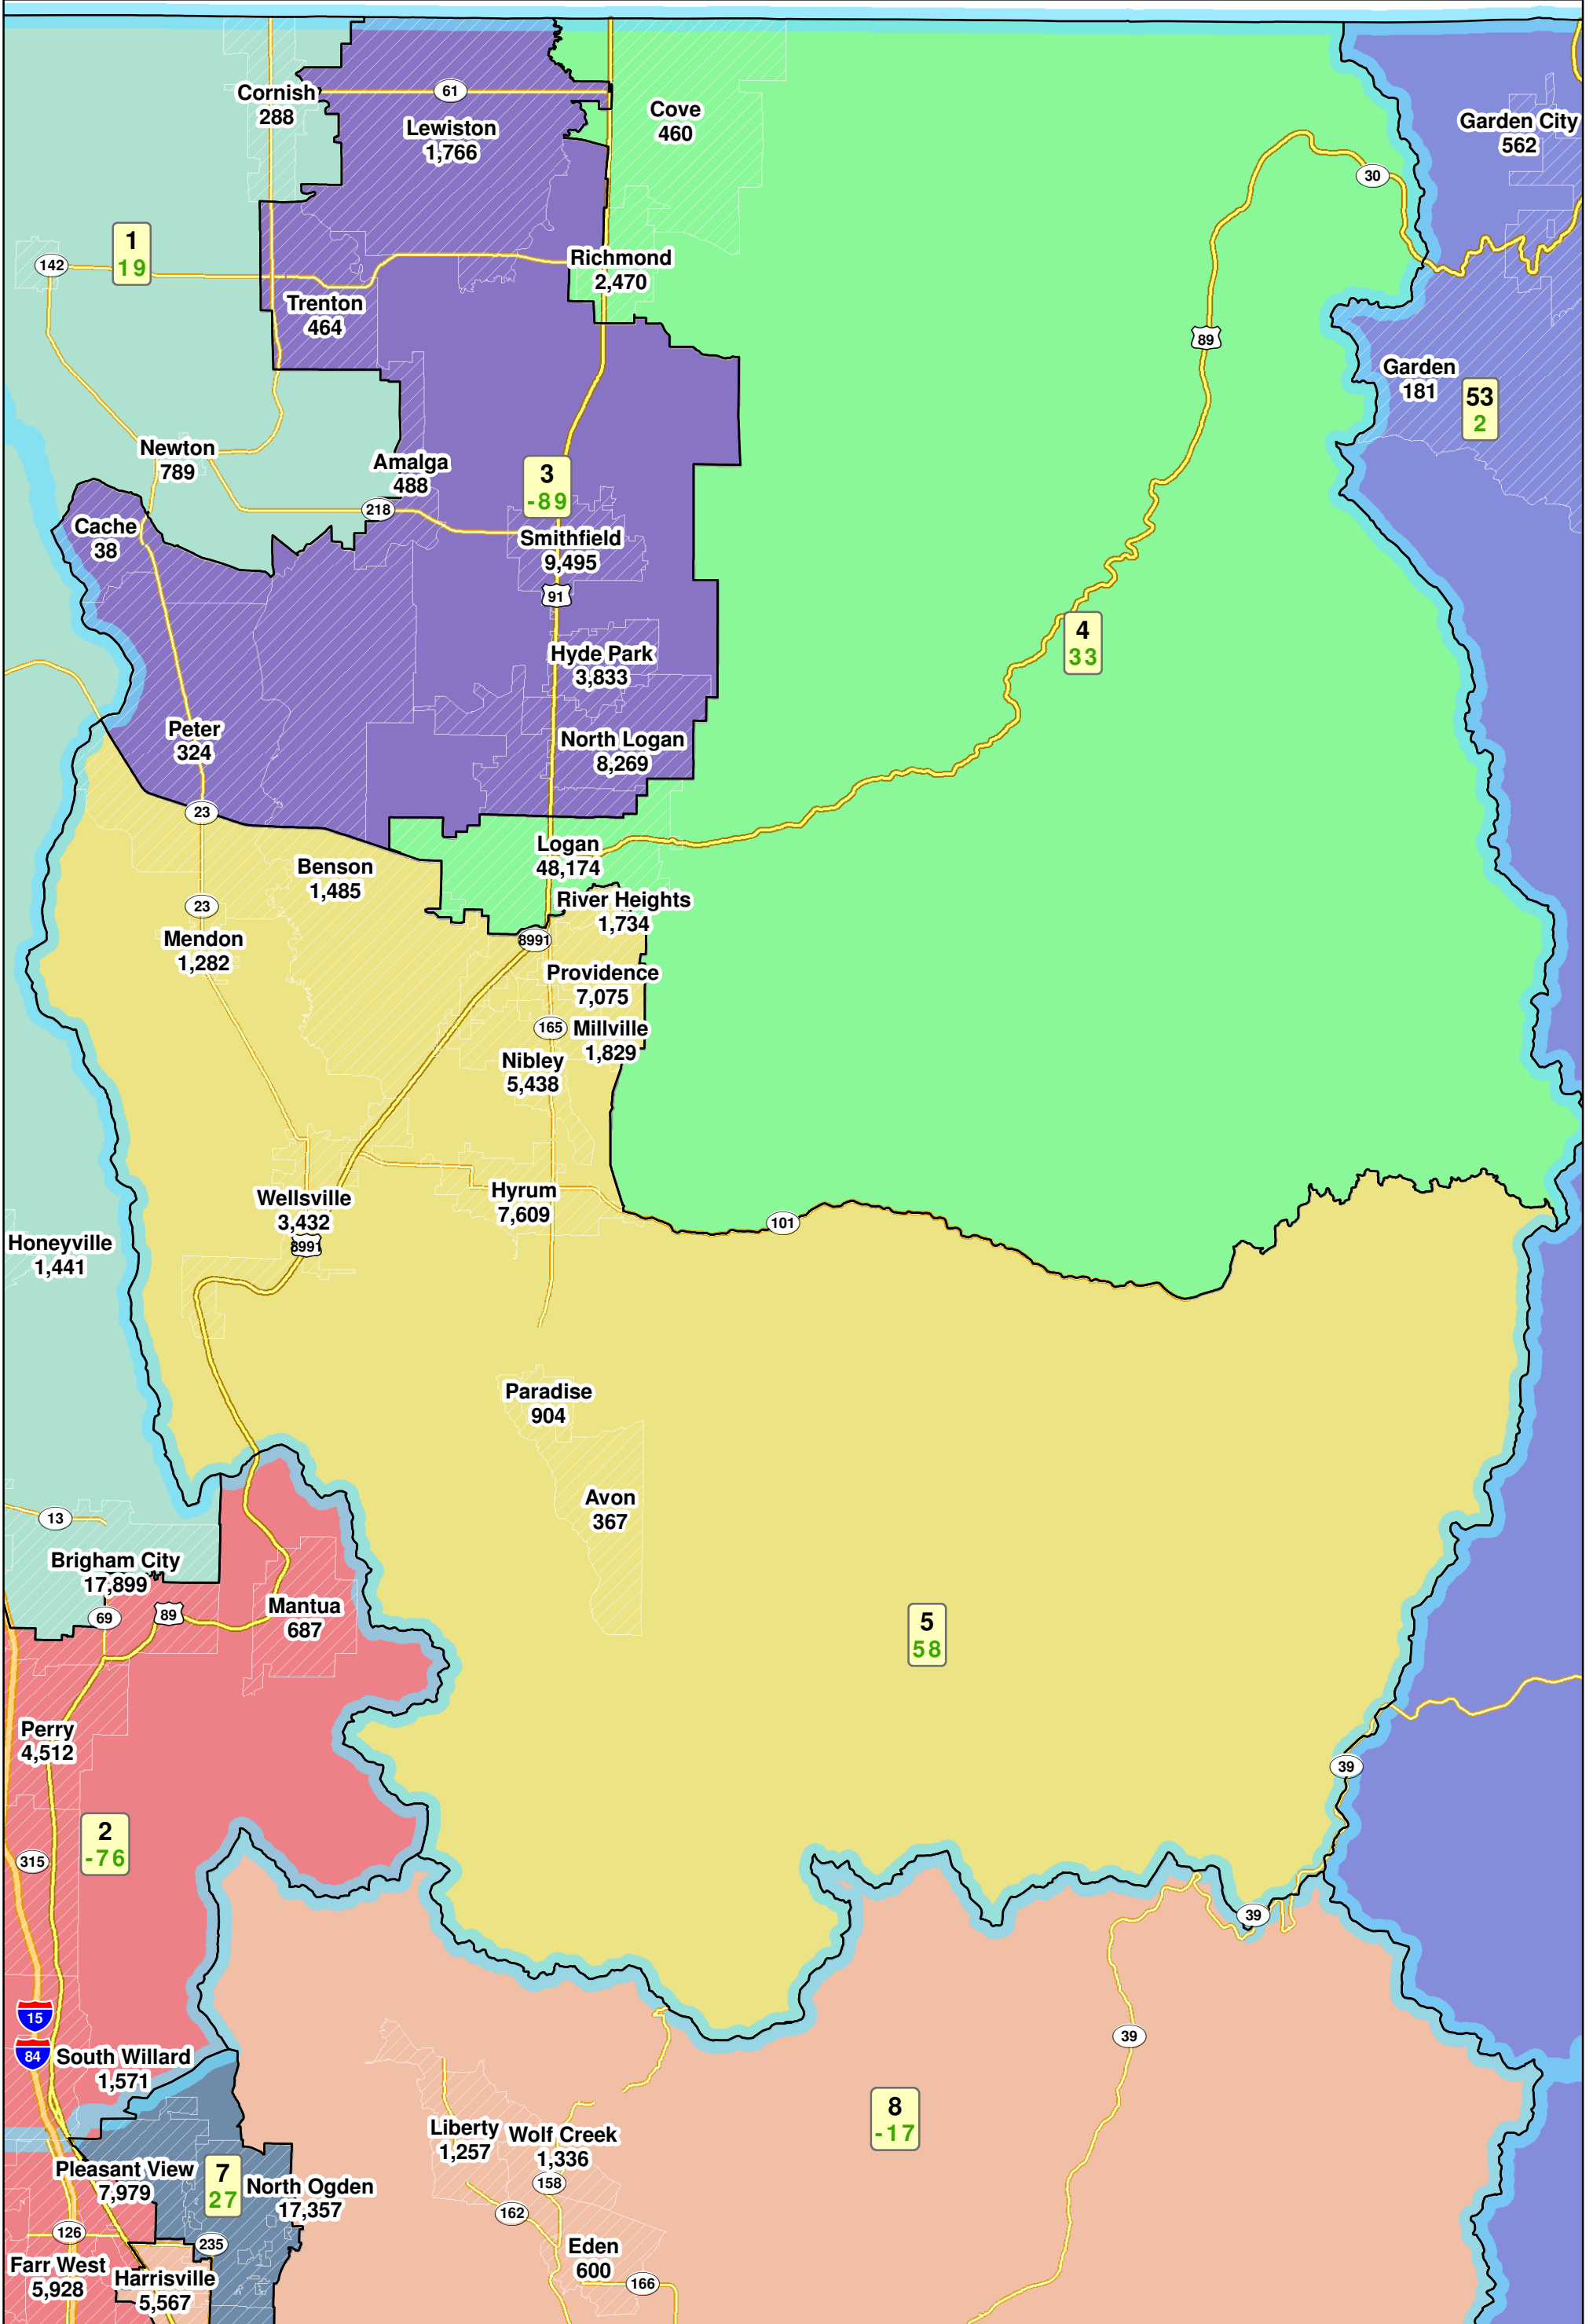 Cornish
288
61
Lewiston
1,766
Cove
460
Garden City
562
30
1
19
142
Richmond
2,470
Trenton
464
89
Garden
181
53
2
Newton
789
Amalga
488
3
-89
218
Cache
38
Smithfield
9,495
91
4
33
Hyde Park
3,833
Peter
324
North Logan
8,269
23
Logan
48,174
Benson
1,485
River Heights
1,734
23
Mendon
1,282
8991
Providence
7,075
165
Millville
1,829
Nibley
5,438
Wellsville
3,432
8991
Hyrum
7,609
101
Honeyville
1,441
Paradise
904
Avon
367
13
Brigham City
17,899
69
89
Mantua
687
5
58
Perry
4,512
39
2
-76
315
39
15
84
South Willard
1,571
39
8
-17
Liberty
1,257
Wolf Creek
1,336
158
Pleasant View
7,979
7
27
North Ogden
17,357
162
126
235
Eden
600
166
Farr West
5,928
Harrisville
5,567